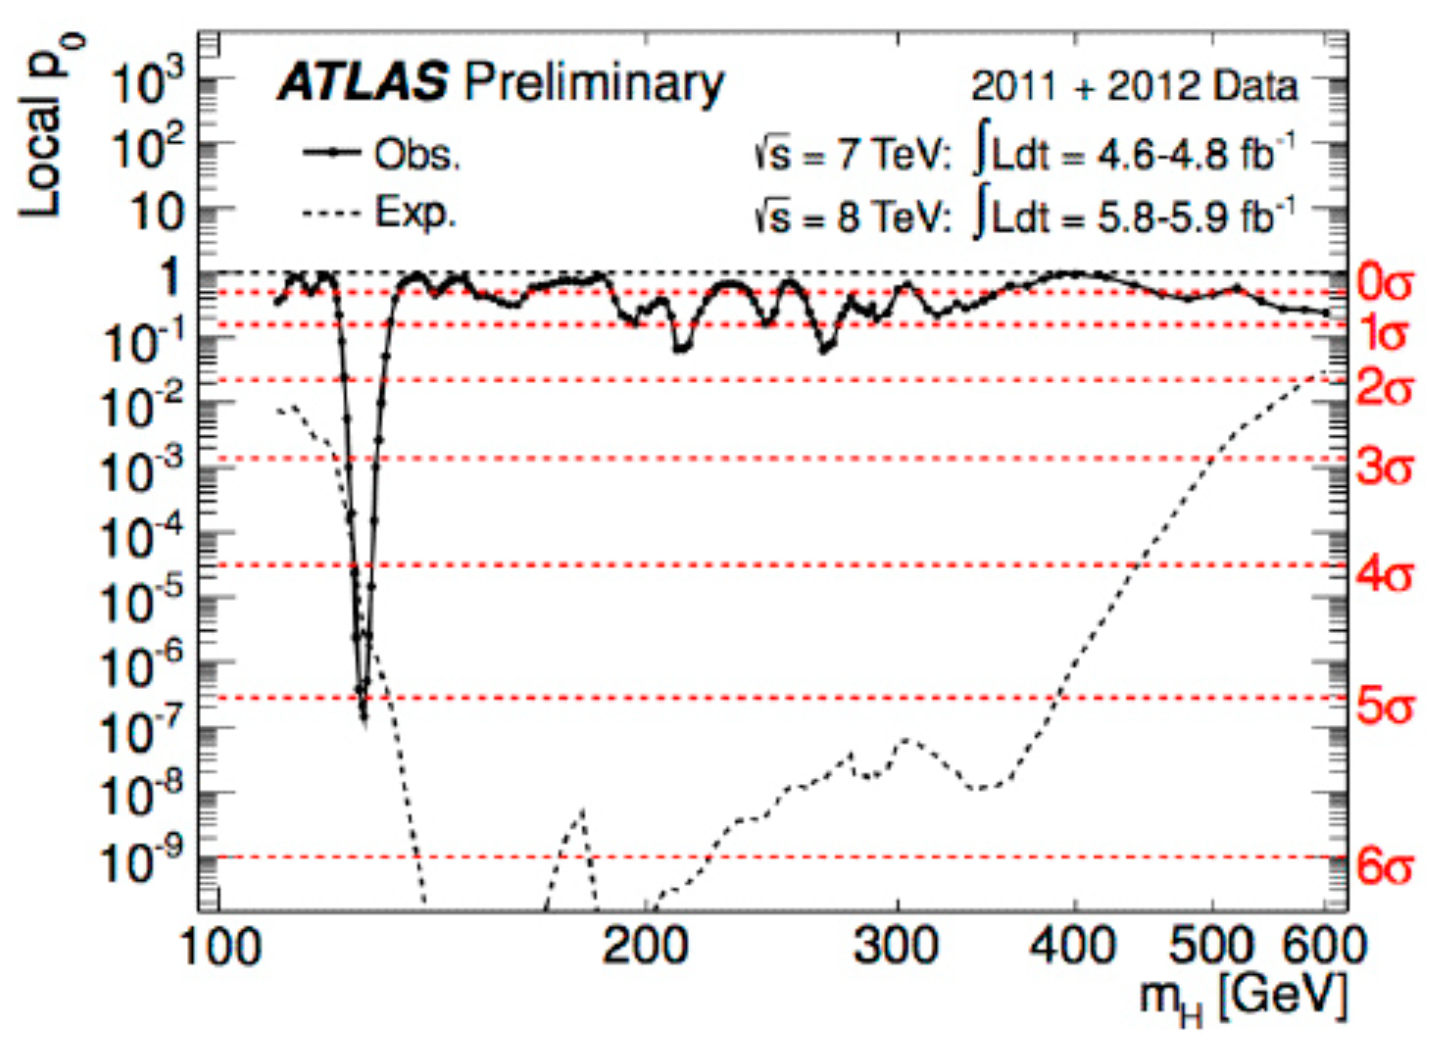 Local p₀
ATLAS Preliminary
2011 + 2012 Data
Obs.
√s = 7 TeV: ∫Ldt = 4.6-4.8 fb⁻¹
Exp.
√s = 8 TeV: ∫Ldt = 5.8-5.9 fb⁻¹
10³
10²
10
1
10⁻¹
10⁻²
10⁻³
10⁻⁴
10⁻⁵
10⁻⁶
10⁻⁷
10⁻⁸
10⁻⁹
0σ
1σ
2σ
3σ
4σ
5σ
6σ
100 200 300 400 500 600
m_H [GeV]